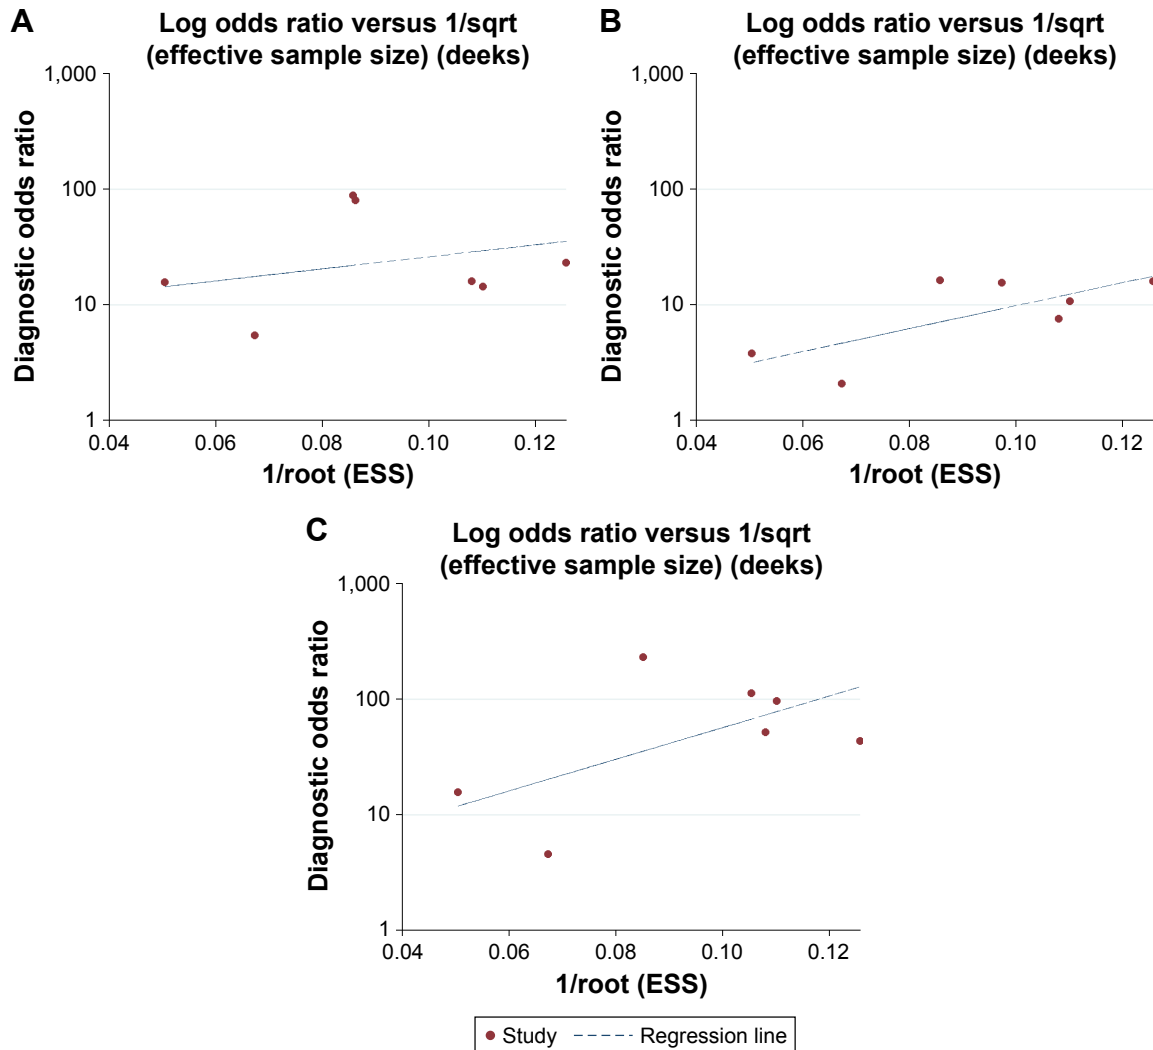 A
Log odds ratio versus 1/sqrt
(effective sample size) (deeks)
Diagnostic odds ratio
1,000
100
10
1
0.04
0.06
0.08
0.10
0.12
1/root (ESS)
B
Log odds ratio versus 1/sqrt
(effective sample size) (deeks)
Diagnostic odds ratio
1,000
100
10
1
0.04
0.06
0.08
0.10
0.12
1/root (ESS)
C
Log odds ratio versus 1/sqrt
(effective sample size) (deeks)
Diagnostic odds ratio
1,000
100
10
1
0.04
0.06
0.08
0.10
0.12
1/root (ESS)
Study
Regression line